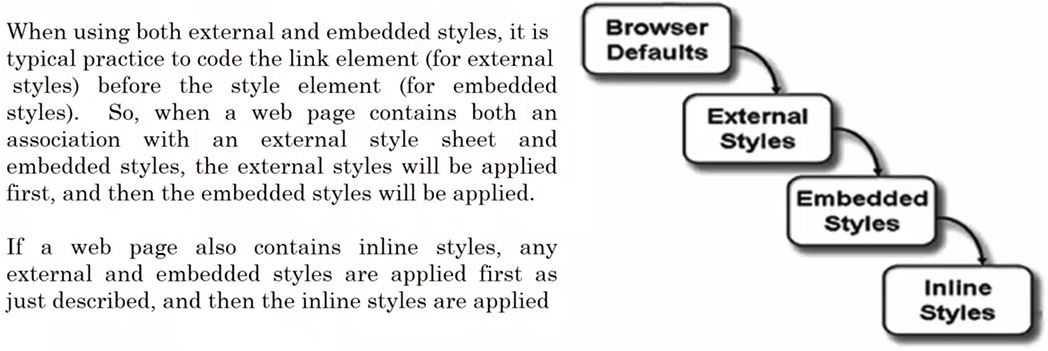 When using both external and embedded styles, it is
typical practice to code the link element (for external
styles) before the style element (for embedded
styles). So, when a web page contains both an
association with an external style sheet and
embedded styles, the external styles will be applied
first, and then the embedded styles will be applied.
If a web page also contains inline styles, any
external and embedded styles are applied first as
just described, and then the inline styles are applied
Browser
Defaults
External
Styles
Embedded
Styles
Inline
Styles